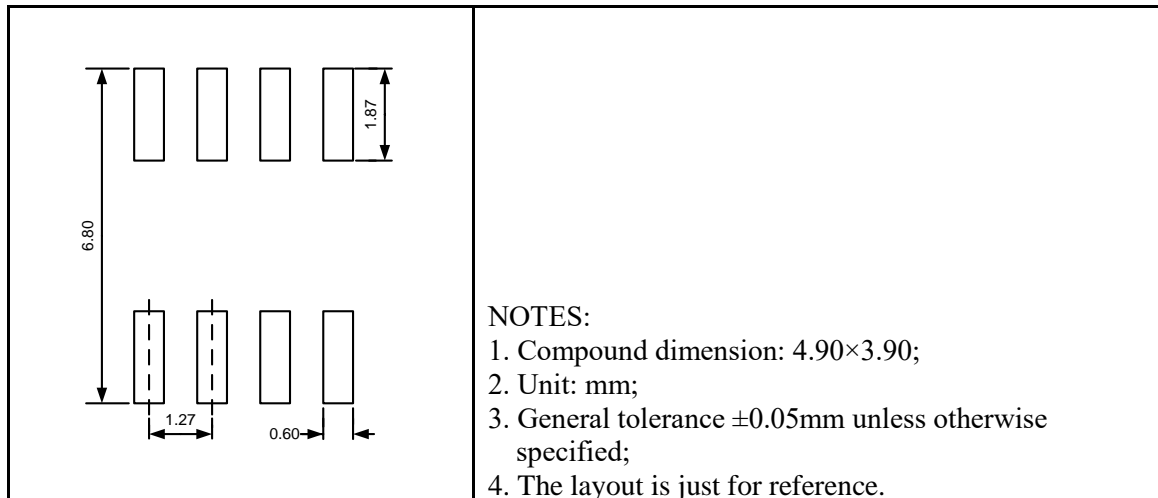 1.87
6.80
1.27
0.60
NOTES:
1. Compound dimension: 4.90×3.90;
2. Unit: mm;
3. General tolerance ±0.05mm unless otherwise
specified;
4. The layout is just for reference.